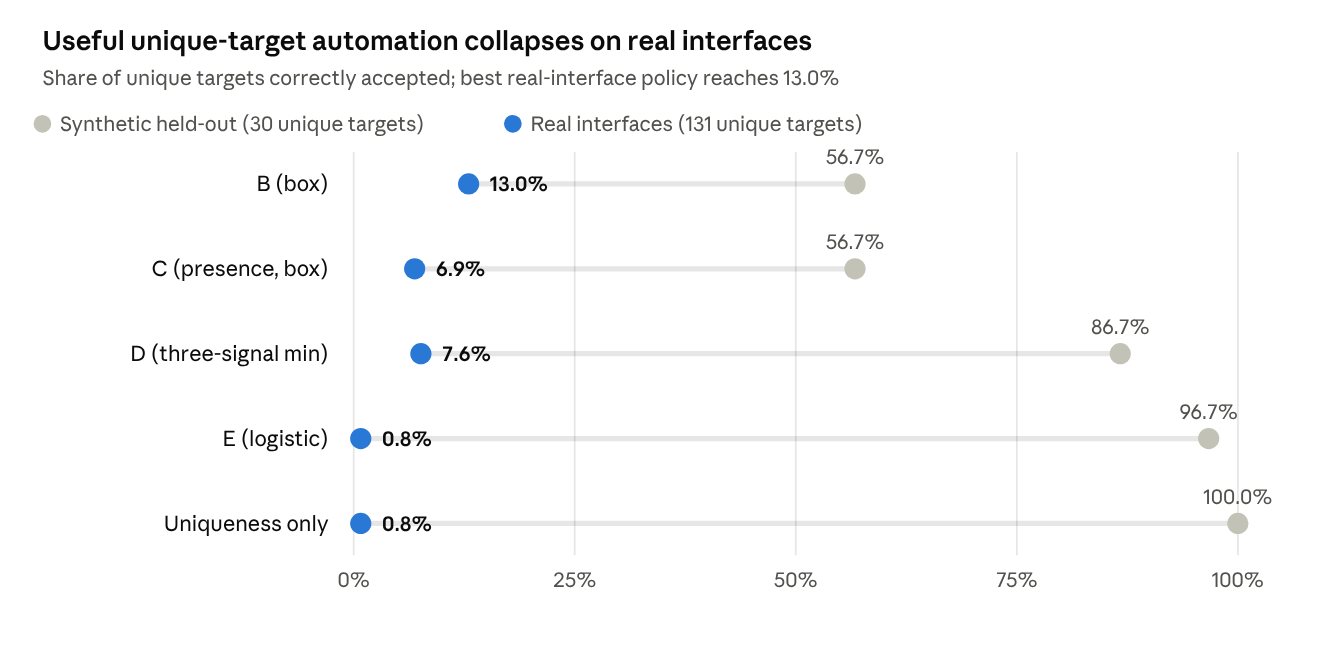 Useful unique-target automation collapses on real interfaces
Share of unique targets correctly accepted; best real-interface policy reaches 13.0%
Synthetic held-out (30 unique targets) Real interfaces (131 unique targets)
56.7%
B (box) 13.0%
56.7%
C (presence, box) 6.9%
86.7%
D (three-signal min) 7.6%
96.7%
E (logistic) 0.8%
100.0%
Uniqueness only 0.8%
0% 25% 50% 75% 100%